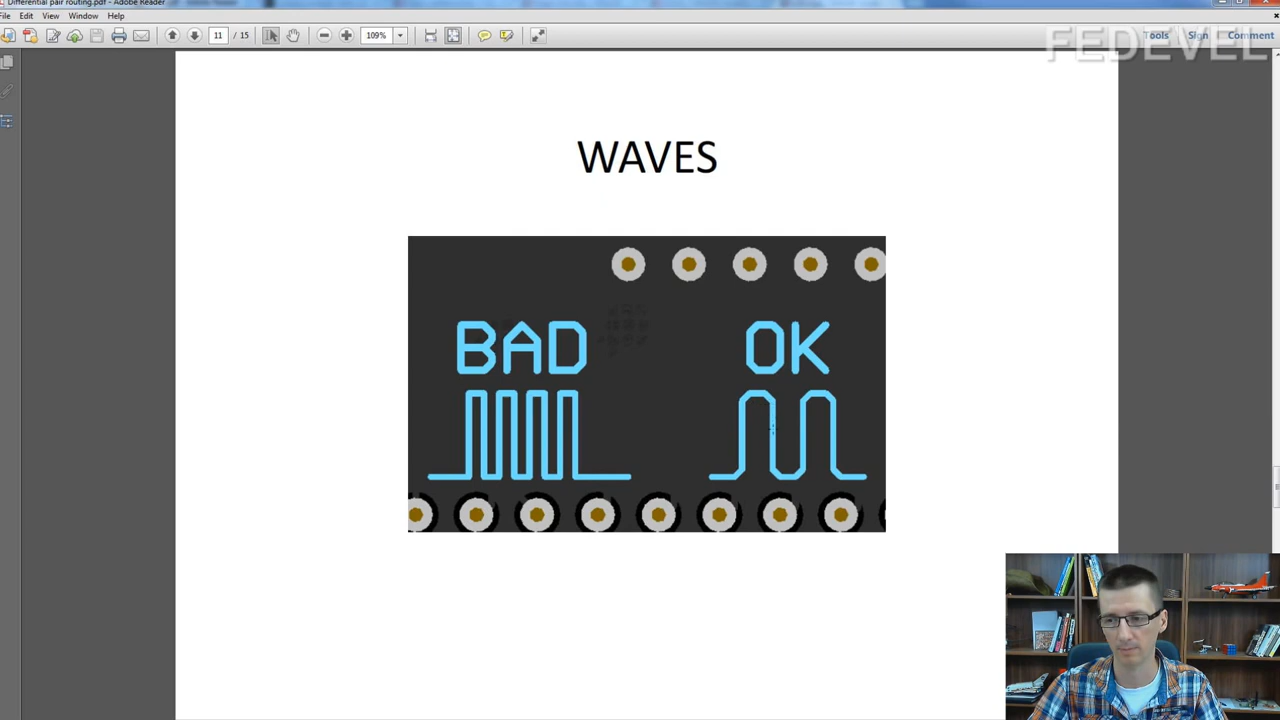 Differential pair routing.pdf - Adobe Reader
File Edit View Window Help
11 / 15 109% Tools Sign Comment
FEDEVEL
WAVES
BAD OK